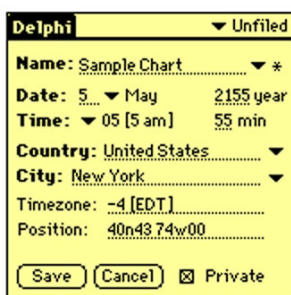 Delphi Unfiled
Name: Sample Chart *
Date: 5 May 2155 year
Time: 05 [5 am] 55 min
Country: United States
City: New York
Timezone: -4 [EDT]
Position: 40n43 74w00
Save Cancel Private